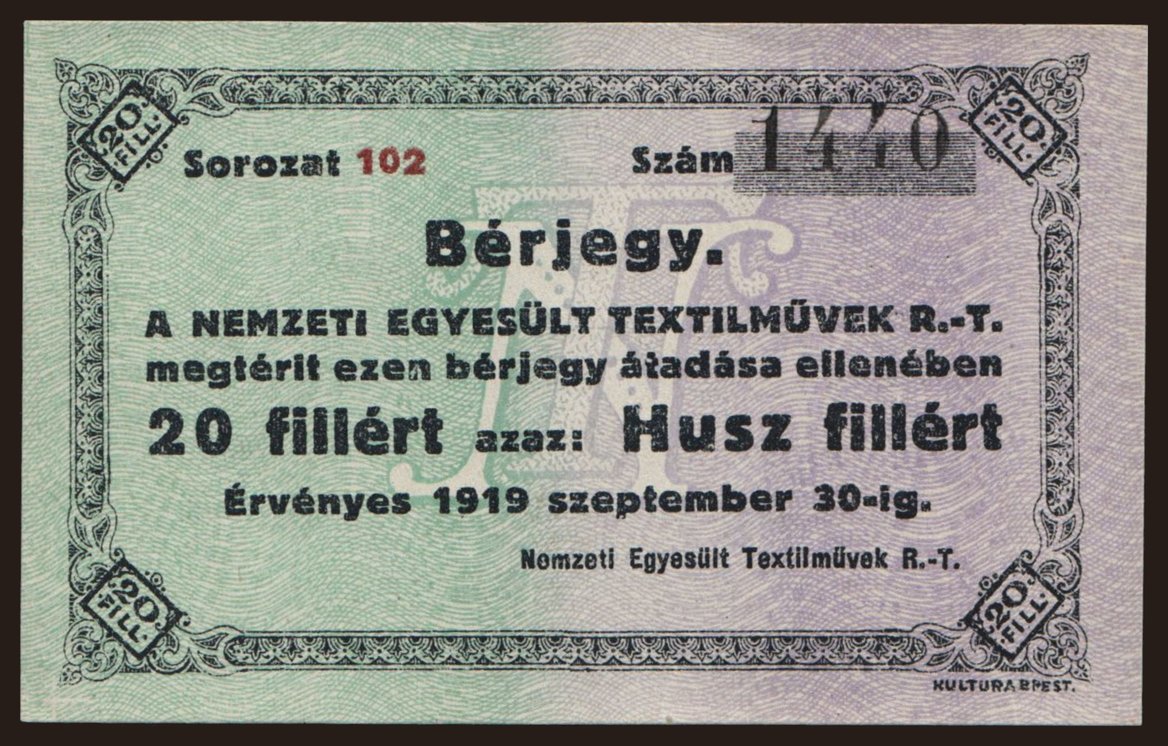 20 FILL.
20 FILL.
Sorozat 102 Szám 1440
Bérjegy.
A NEMZETI EGYESÜLT TEXTILMŰVEK R.-T.
megtérit ezen bérjegy átadása ellenében
20 fillért azaz: Husz fillért
Érvényes 1919 szeptember 30-ig.
Nemzeti Egyesült Textilmüvek R.-T.
20 FILL.
20 FILL.
KULTURA BPEST.